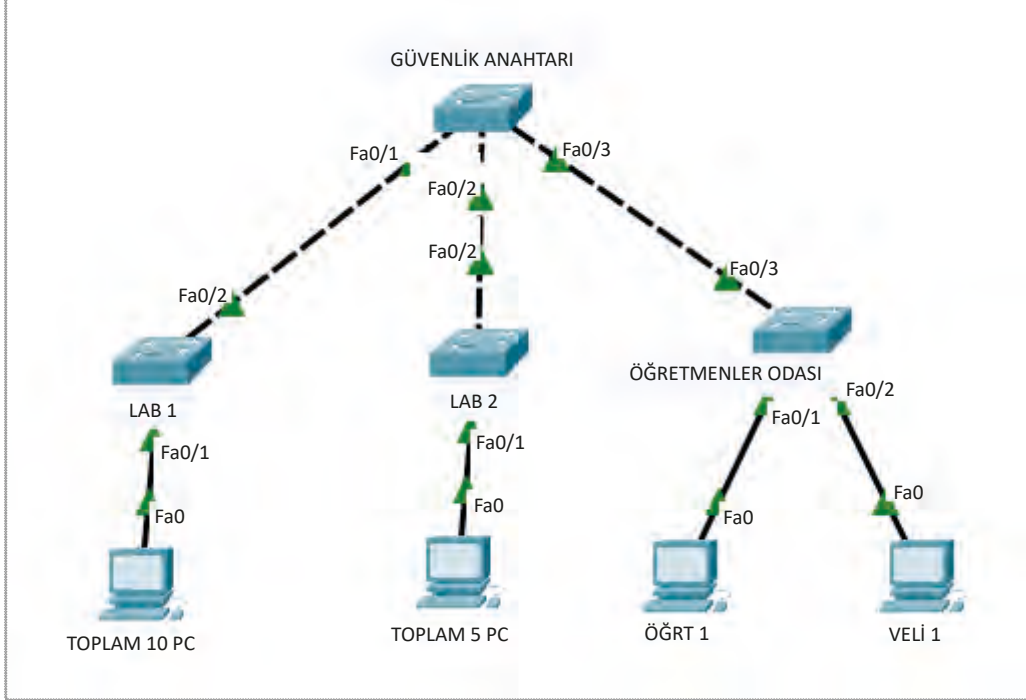 GÜVENLİK ANAHTARI
Fa0/1
Fa0/3
Fa0/2
Fa0/2
Fa0/3
Fa0/2
ÖĞRETMENLER ODASI
LAB 1
LAB 2
Fa0/2
Fa0/1
Fa0/1
Fa0/1
Fa0
Fa0
Fa0
Fa0
TOPLAM 10 PC
TOPLAM 5 PC
ÖĞRT 1
VELİ 1